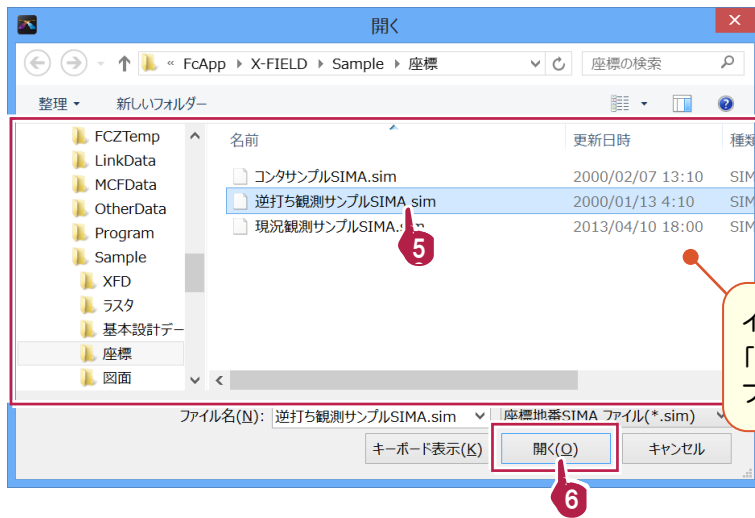 開く
« FcApp ▸ X-FIELD ▸ Sample ▸ 座標
座標の検索
整理
新しいフォルダー
FCZTemp
LinkData
MCFData
OtherData
Program
Sample
XFD
ラスタ
基本設計デー
座標
図面
名前 更新日時 種類
コンタサンプルSIMA.sim 2000/02/07 13:10 SIM
逆打ち観測サンプルSIMA.sim 2000/01/13 4:10 SIM
現況観測サンプルSIMA.sim 2013/04/10 18:00 SIM
5
ファイル名(N): 逆打ち観測サンプルSIMA.sim 座標地番SIMA ファイル(*.sim)
キーボード表示(K) 開く(O) キャンセル
6